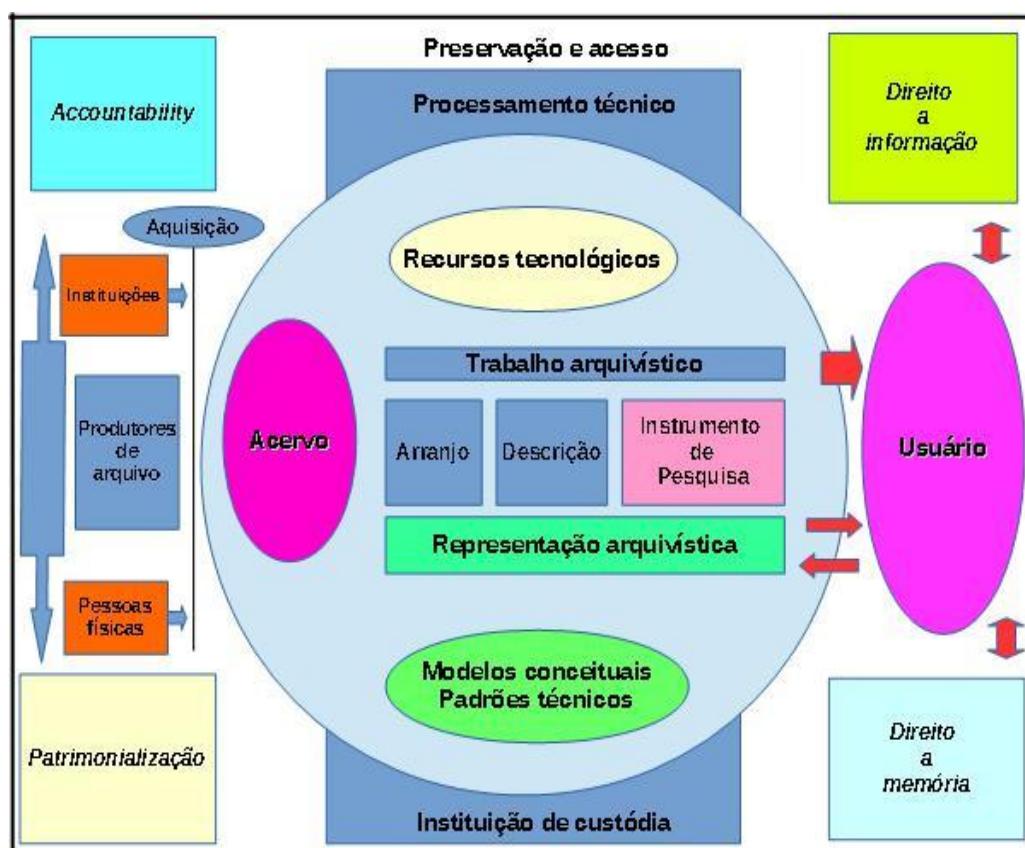 Preservação e acesso
Processamento técnico
Accountability
Direito
a
informação
Aquisição
Instituições
Produtores
de
arquivo
Pessoas
físicas
Patrimonialização
Recursos tecnológicos
Acervo
Trabalho arquivístico
Arranjo
Descrição
Instrumento
de
Pesquisa
Representação arquivística
Modelos conceituais
Padrões técnicos
Instituição de custódia
Usuário
Direito
a
memória